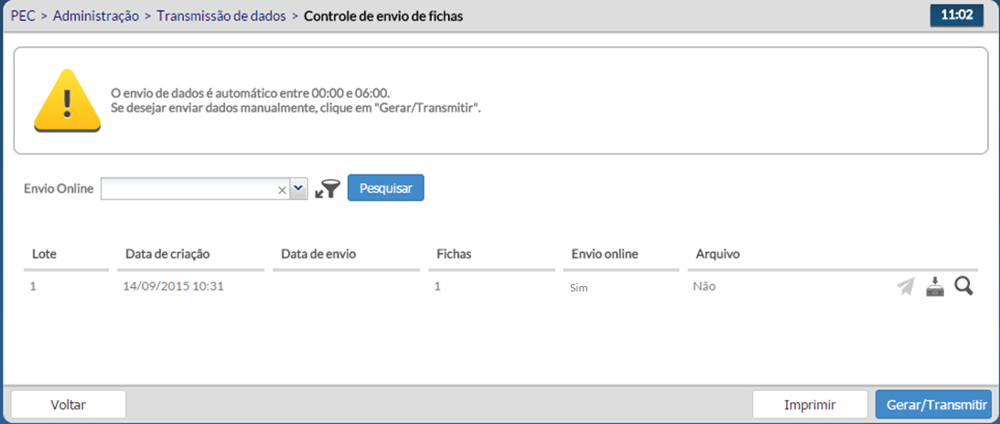 PEC > Administração > Transmissão de dados > Controle de envio de fichas 11:02
O envio de dados é automático entre 00:00 e 06:00.
Se desejar enviar dados manualmente, clique em "Gerar/Transmitir".
Envio Online Pesquisar
Lote Data de criação Data de envio Fichas Envio online Arquivo
1 14/09/2015 10:31 1 Sim Não
Voltar Imprimir Gerar/Transmitir